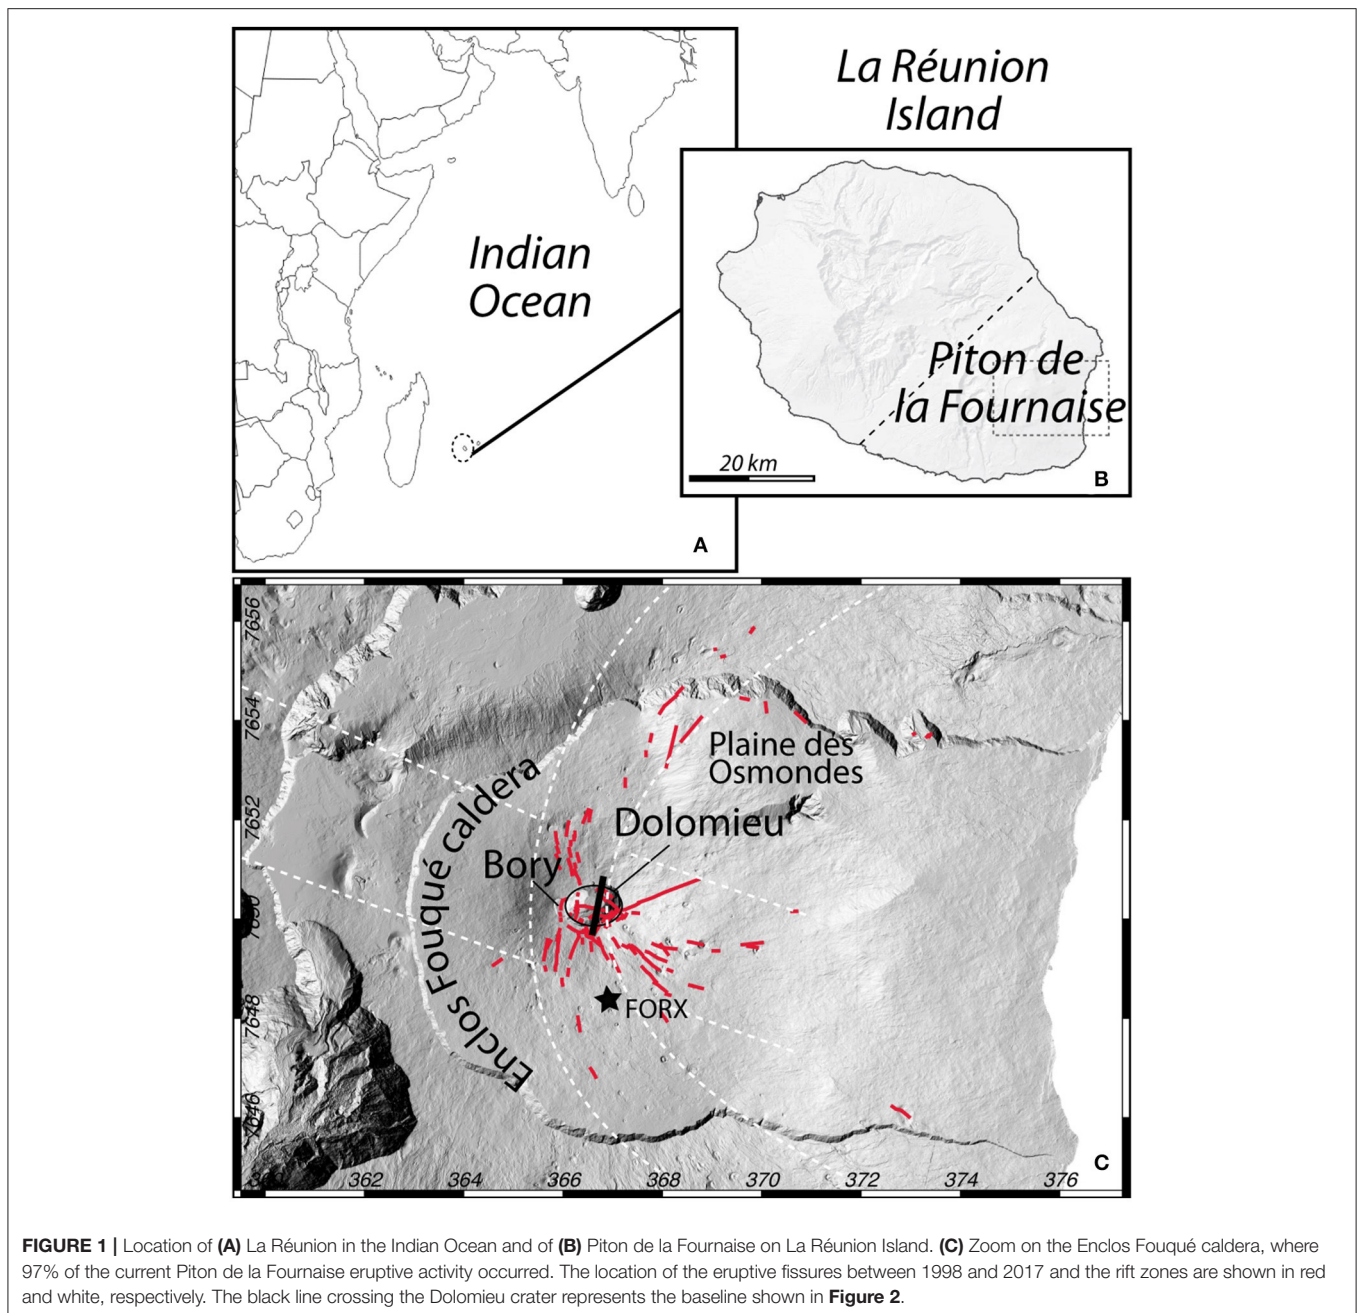 La Réunion
Island
Indian
Ocean
Piton de
la Fournaise
20 km
B
A
7656
7654
7652
7650
7648
7646
Plaine des
Osmondes
Dolomieu
Bory
Enclos Fouqué caldera
FORX
C
362
364
366
368
370
372
374
376
FIGURE 1 | Location of (A) La Réunion in the Indian Ocean and of (B) Piton de la Fournaise on La Réunion Island. (C) Zoom on the Enclos Fouqué caldera, where
97% of the current Piton de la Fournaise eruptive activity occurred. The location of the eruptive fissures between 1998 and 2017 and the rift zones are shown in red
and white, respectively. The black line crossing the Dolomieu crater represents the baseline shown in Figure 2.